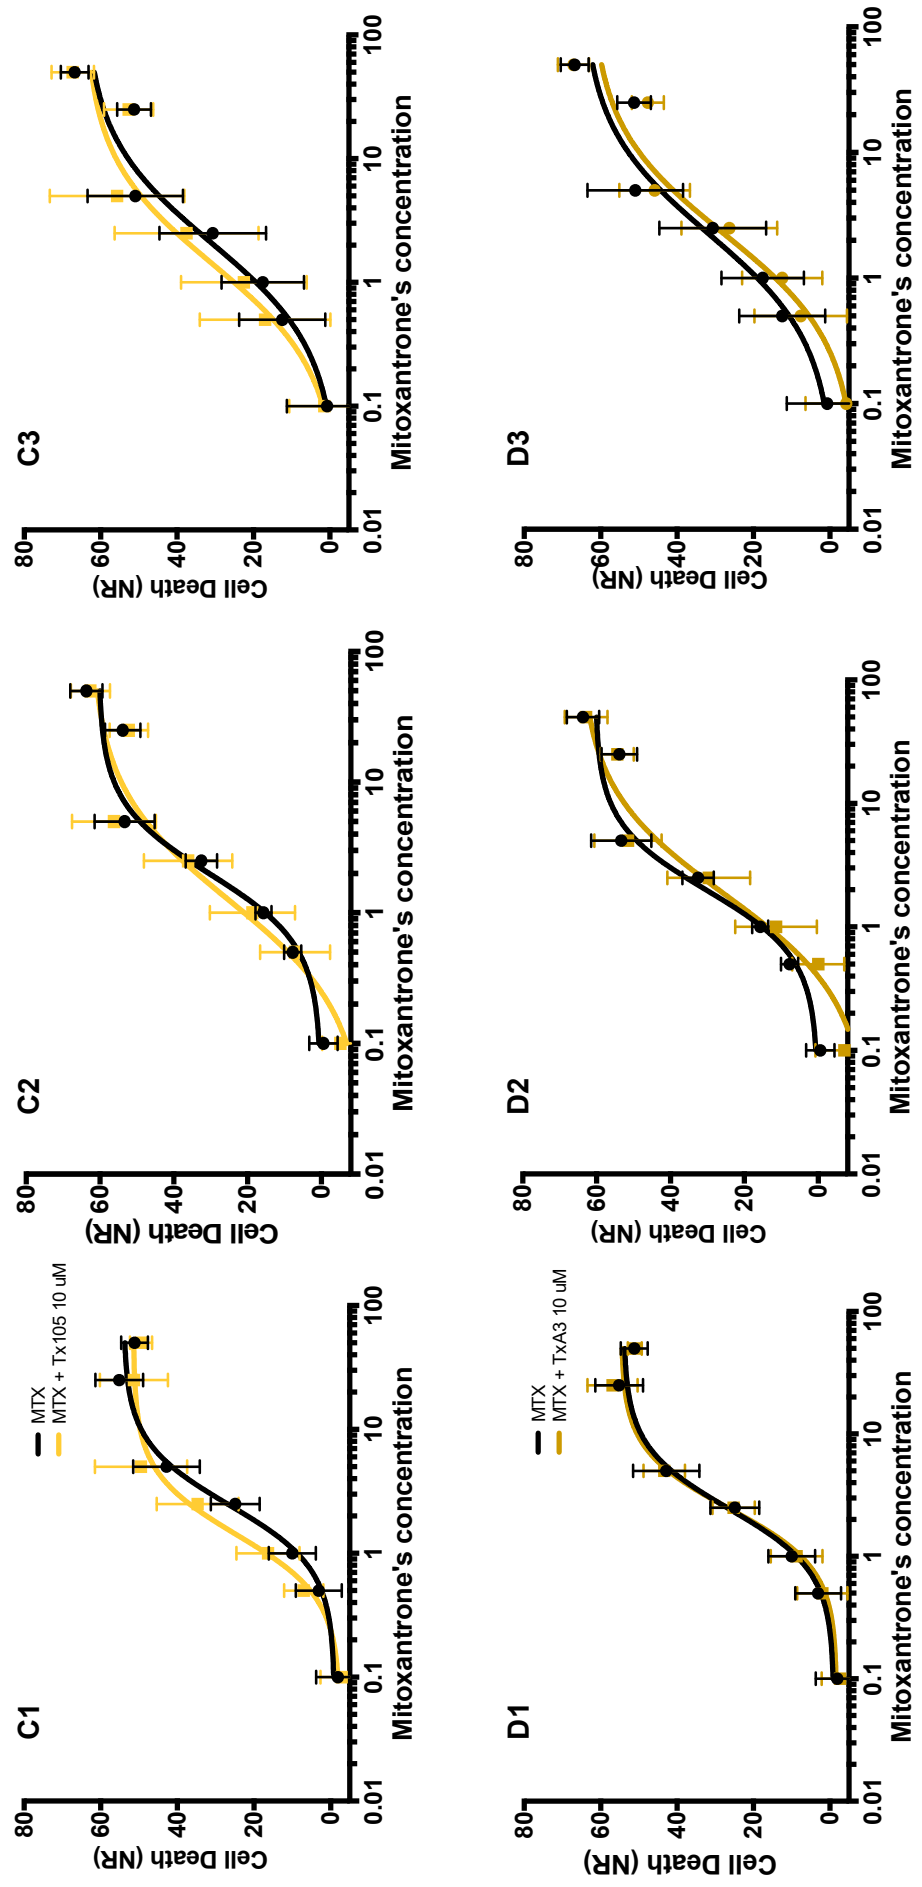 C1
MTX
MTX + Tx105 10 uM
Cell Death (NR)
80
60
40
20
0
0.01
0.1
1
10
100
Mitoxantrone's concentration
C2
Cell Death (NR)
80
60
40
20
0
0.01
0.1
1
10
100
Mitoxantrone's concentration
C3
Cell Death (NR)
80
60
40
20
0
0.01
0.1
1
10
100
Mitoxantrone's concentration
D1
MTX
MTX + TxA3 10 uM
Cell Death (NR)
80
60
40
20
0
0.01
0.1
1
10
100
Mitoxantrone's concentration
D2
Cell Death (NR)
80
60
40
20
0
0.01
0.1
1
10
100
Mitoxantrone's concentration
D3
Cell Death (NR)
80
60
40
20
0
0.01
0.1
1
10
100
Mitoxantrone's concentration